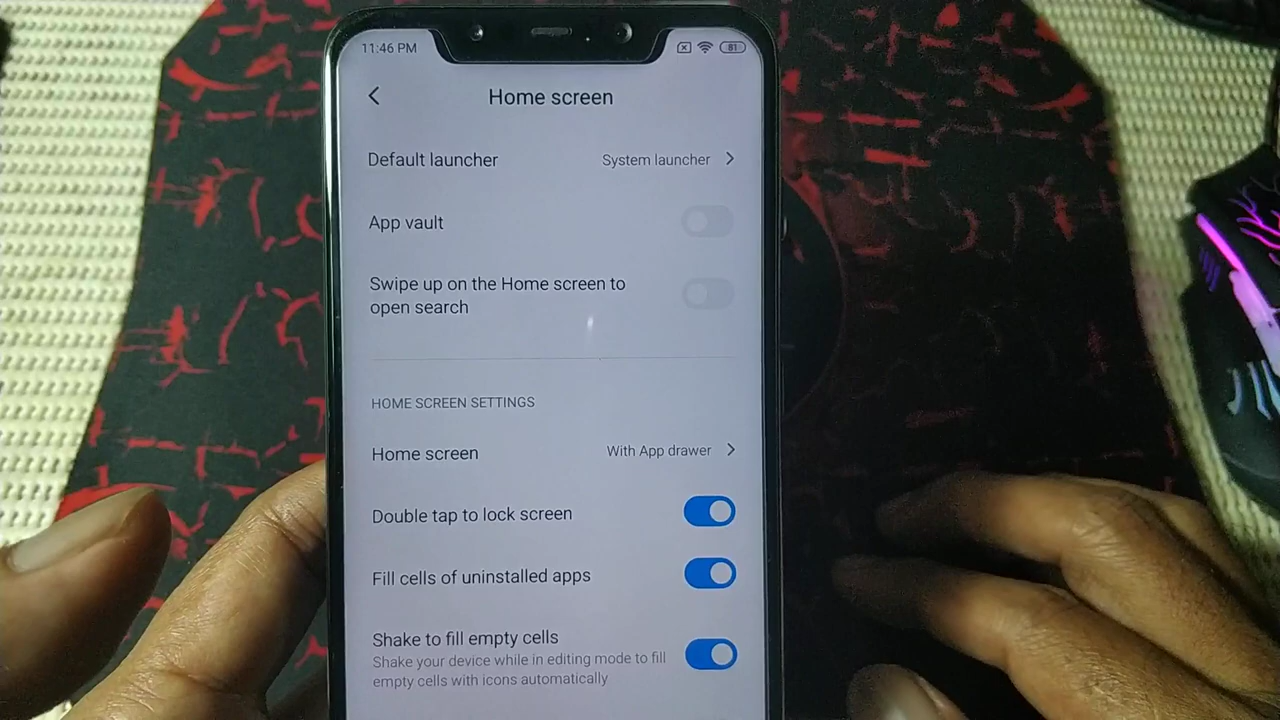 11:46 PM
81
Home screen
Default launcher System launcher
App vault
Swipe up on the Home screen to
open search
HOME SCREEN SETTINGS
Home screen With App drawer
Double tap to lock screen
Fill cells of uninstalled apps
Shake to fill empty cells
Shake your device while in editing mode to fill
empty cells with icons automatically